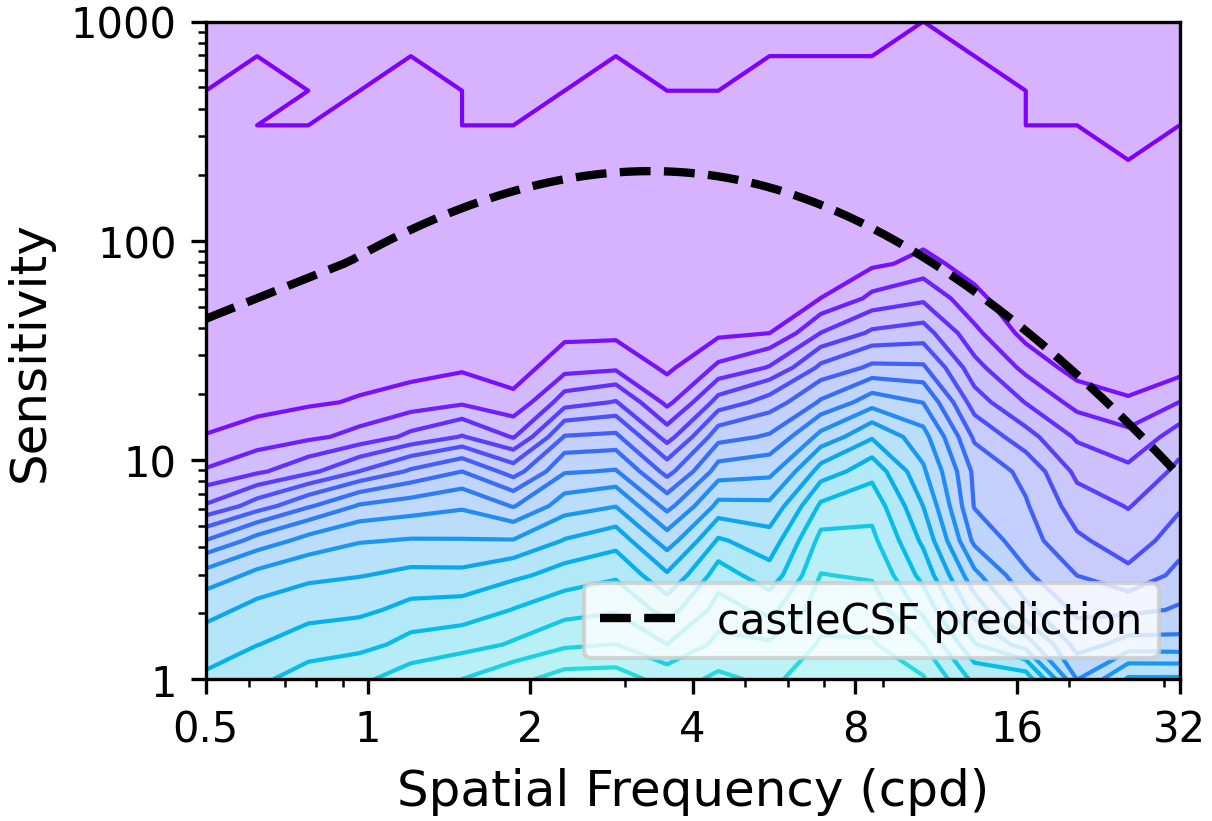 1000
100
10
1
Sensitivity
castleCSF prediction
0.5 1 2 4 8 16 32
Spatial Frequency (cpd)